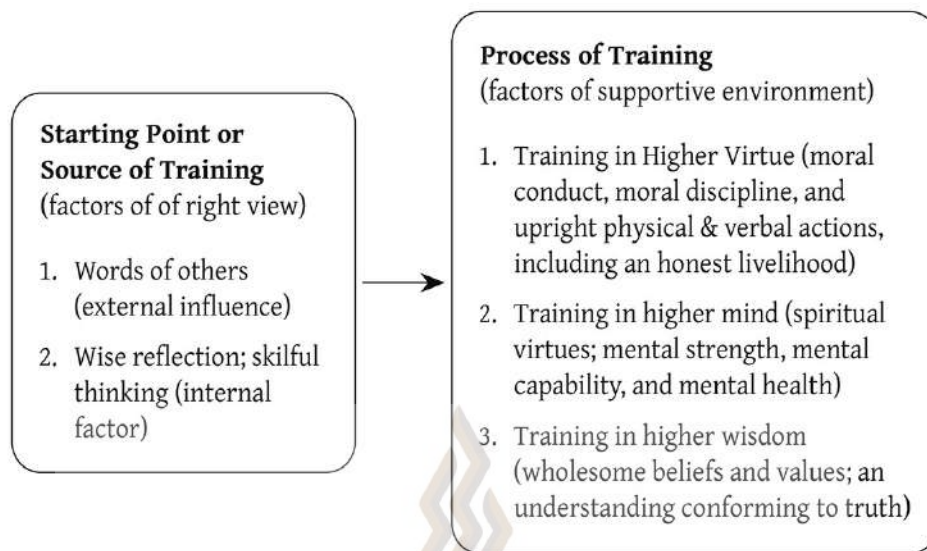 Starting Point or
Source of Training
(factors of of right view)
1. Words of others
(external influence)
2. Wise reflection; skilful
thinking (internal
factor)
Process of Training
(factors of supportive environment)
1. Training in Higher Virtue (moral
conduct, moral discipline, and
upright physical & verbal actions,
including an honest livelihood)
2. Training in higher mind (spiritual
virtues; mental strength, mental
capability, and mental health)
3. Training in higher wisdom
(wholesome beliefs and values; an
understanding conforming to truth)